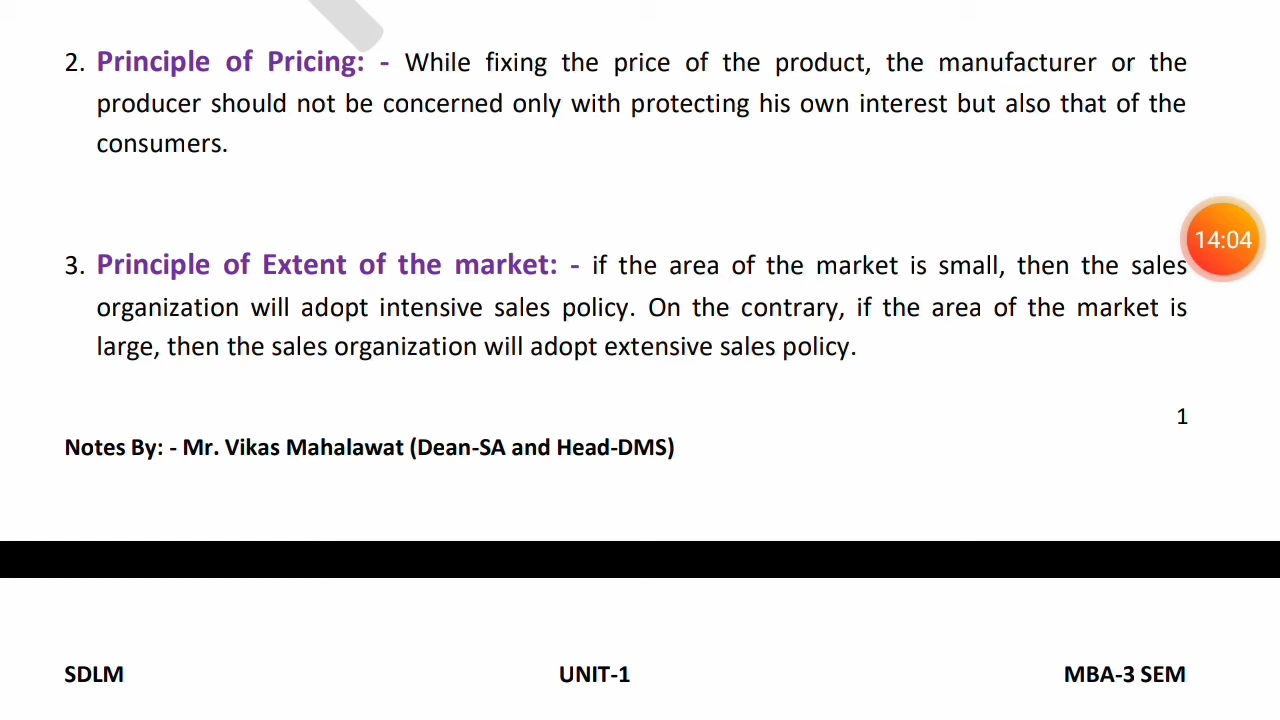 2. Principle of Pricing: - While fixing the price of the product, the manufacturer or the
producer should not be concerned only with protecting his own interest but also that of the
consumers.
3. Principle of Extent of the market: - if the area of the market is small, then the sales
14:04
organization will adopt intensive sales policy. On the contrary, if the area of the market is
large, then the sales organization will adopt extensive sales policy.
1
Notes By: - Mr. Vikas Mahalawat (Dean-SA and Head-DMS)
SDLM UNIT-1 MBA-3 SEM